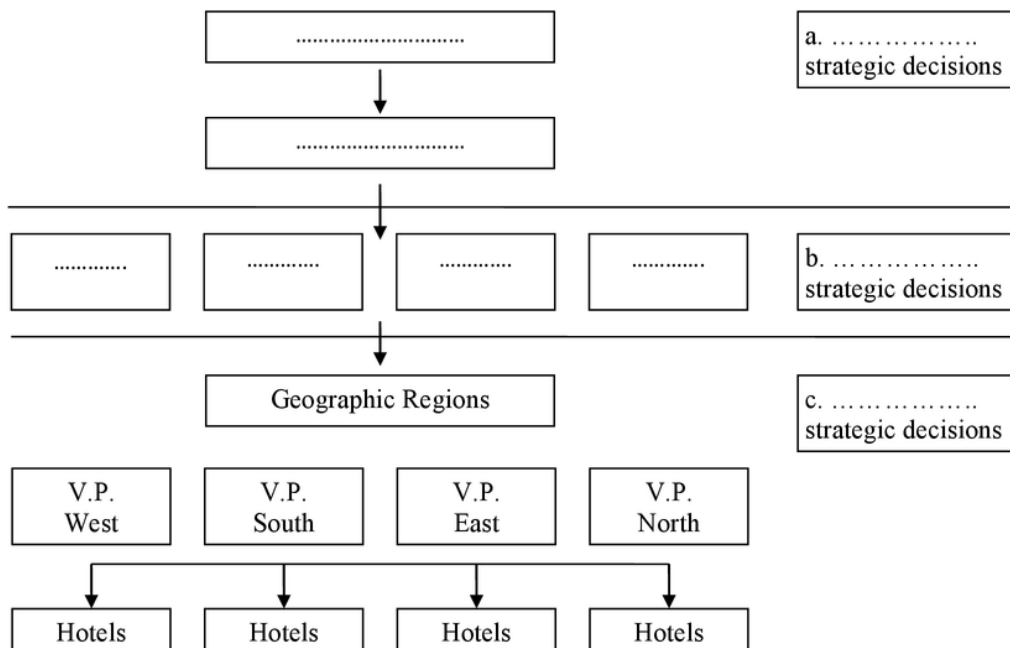 ..............................
a. ………………..
strategic decisions
..............................
.............
.............
.............
.............
b. ………………..
strategic decisions
Geographic Regions
c. ………………..
strategic decisions
V.P.
West
V.P.
South
V.P.
East
V.P.
North
Hotels
Hotels
Hotels
Hotels